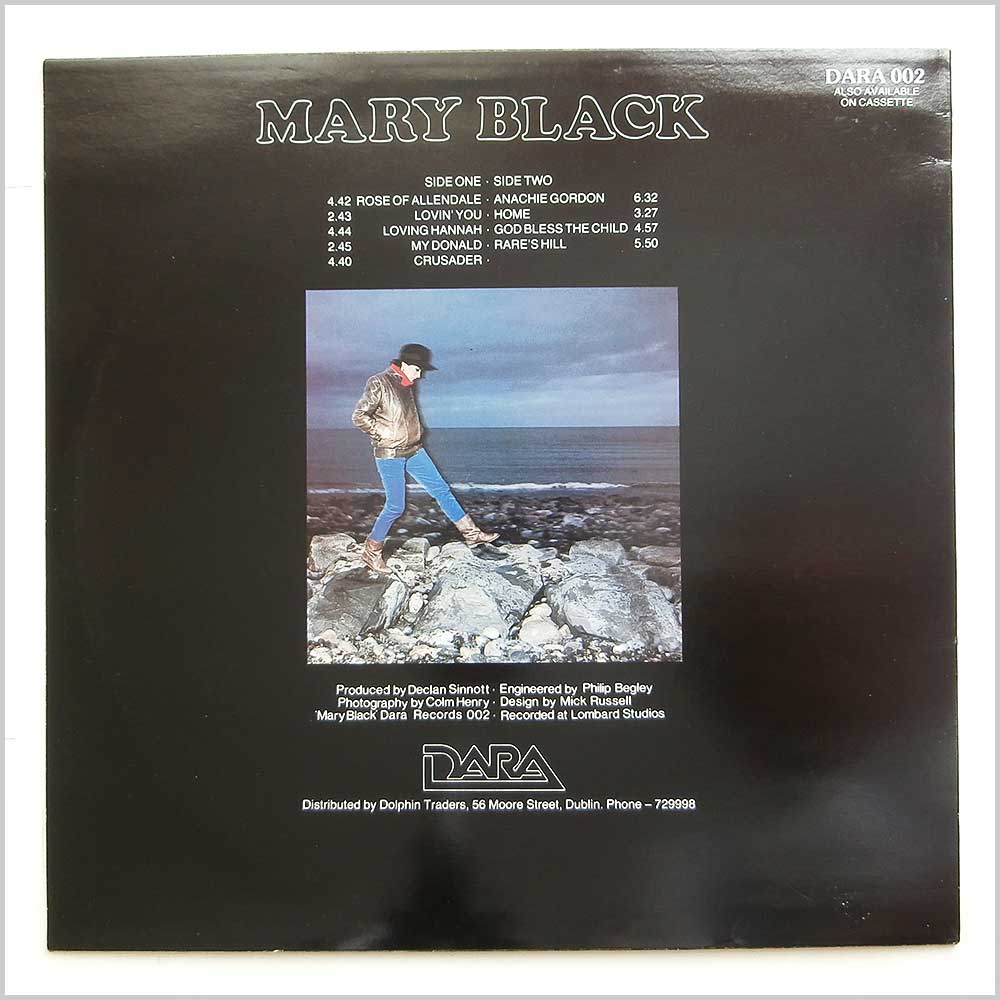 DARA 002
ALSO AVAILABLE
ON CASSETTE
MARY BLACK
SIDE ONE · SIDE TWO
4.42 ROSE OF ALLENDALE · ANACHIE GORDON 6.32
2.43 LOVIN' YOU · HOME 3.27
4.44 LOVING HANNAH · GOD BLESS THE CHILD 4.57
2.45 MY DONALD · RARE'S HILL 5.50
4.40 CRUSADER ·
Produced by Declan Sinnott · Engineered by Philip Begley
Photography by Colm Henry · Design by Mick Russell
'Mary Black' Dara Records 002 · Recorded at Lombard Studios
DARA
Distributed by Dolphin Traders, 56 Moore Street, Dublin. Phone – 729998